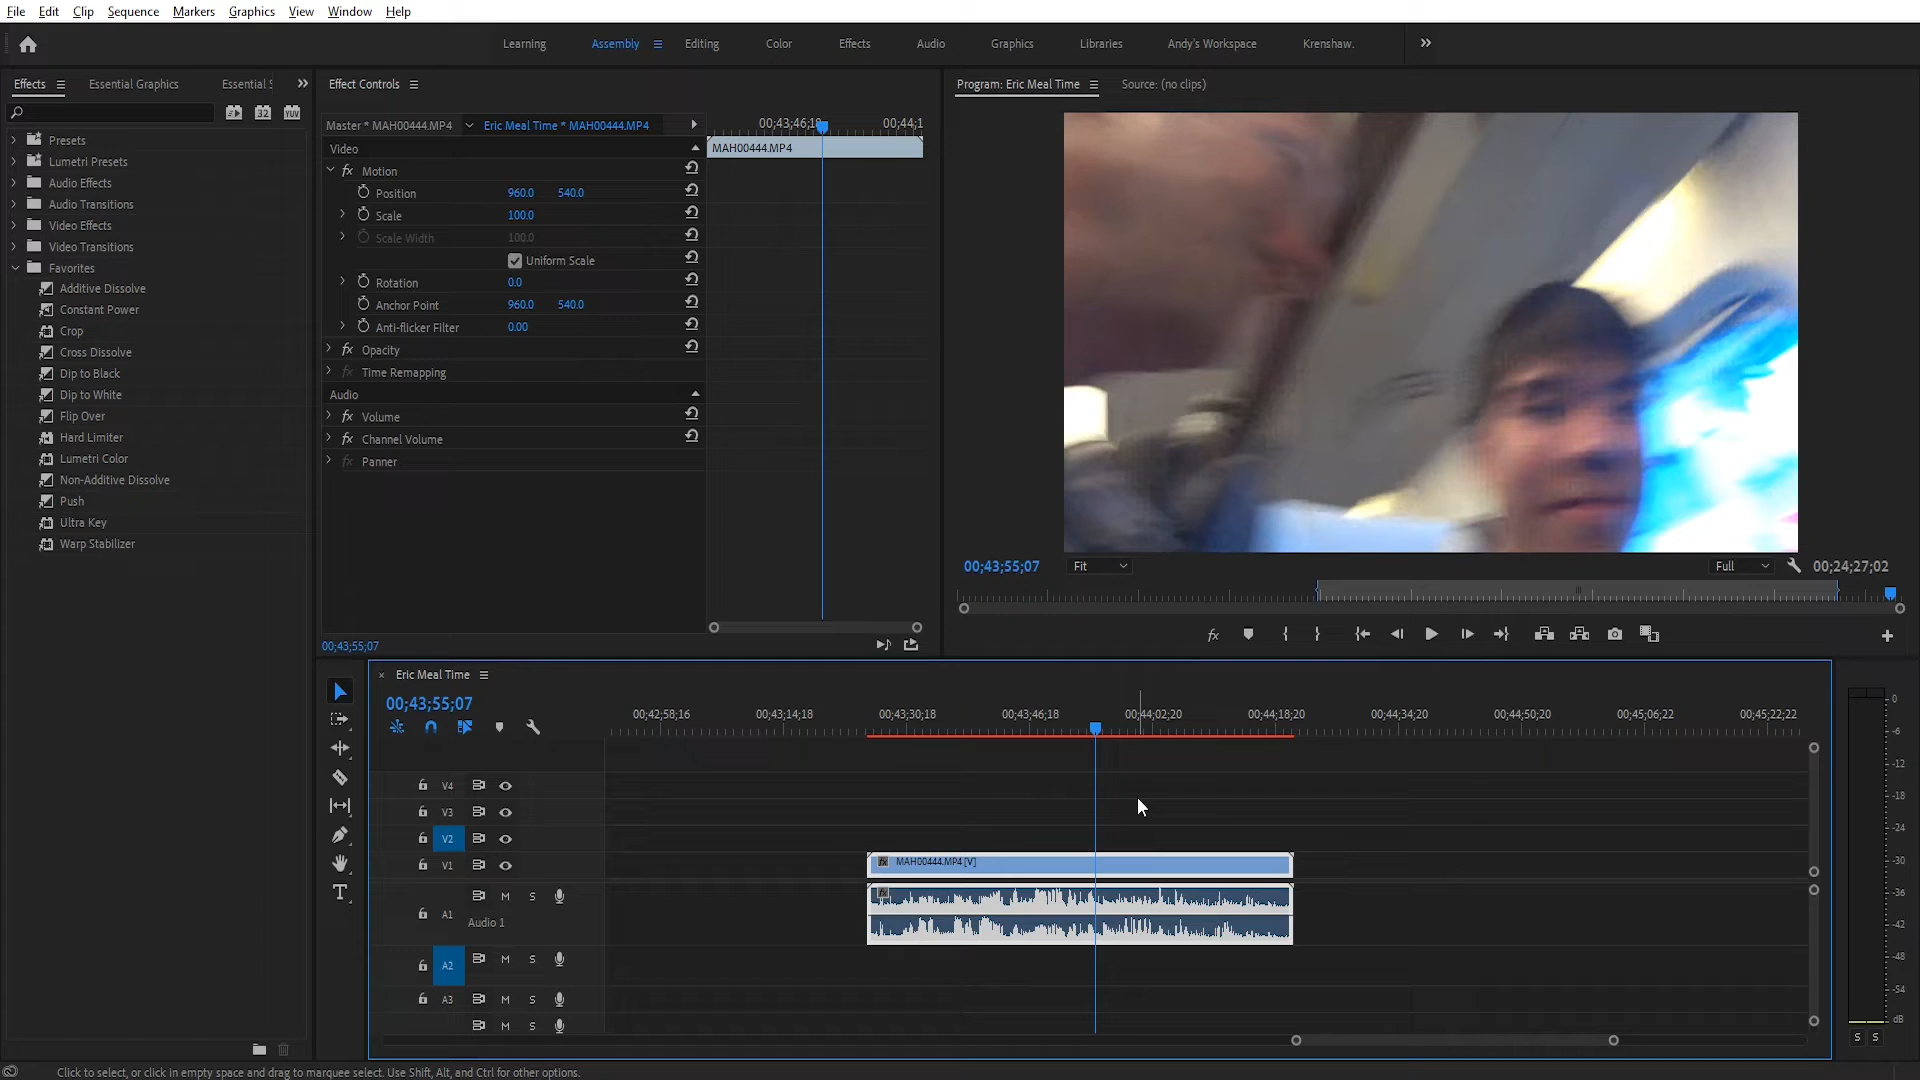 File Edit Clip Sequence Markers Graphics View Window Help
Learning Assembly Editing Color Effects Audio Graphics Libraries Andy's Workspace Krenshaw.
Effects Essential Graphics Essential S
Effect Controls
Program: Eric Meal Time Source: (no clips)
32 YUV
Presets
Lumetri Presets
Audio Effects
Audio Transitions
Video Effects
Video Transitions
Favorites
Additive Dissolve
Constant Power
Crop
Cross Dissolve
Dip to Black
Dip to White
Flip Over
Hard Limiter
Lumetri Color
Non-Additive Dissolve
Push
Ultra Key
Warp Stabilizer
Master * MAH00444.MP4 Eric Meal Time * MAH00444.MP4
00;43;46;18 00;44;1
Video
MAH00444.MP4
fx Motion
Position 960.0 540.0
Scale 100.0
Scale Width 100.0
Uniform Scale
Rotation 0.0
Anchor Point 960.0 540.0
Anti-flicker Filter 0.00
fx Opacity
fx Time Remapping
Audio
fx Volume
fx Channel Volume
fx Panner
00;43;55;07
00;43;55;07 Fit Full 00;24;27;02
fx
Eric Meal Time
00;43;55;07
00;42;58;16 00;43;14;18 00;43;30;18 00;43;46;18 00;44;02;20 00;44;18;20 00;44;34;20 00;44;50;20 00;45;06;22 00;45;22;22
V4
V3
V2
V1 fx MAH00444.MP4 [V]
M S fx
A1
Audio 1
A2 M S
A3 M S
M S
0
-6
-12
-18
-24
-30
-36
-42
-48
-54
dB
S S
Click to select, or click in empty space and drag to marquee select. Use Shift, Alt, and Ctrl for other options.